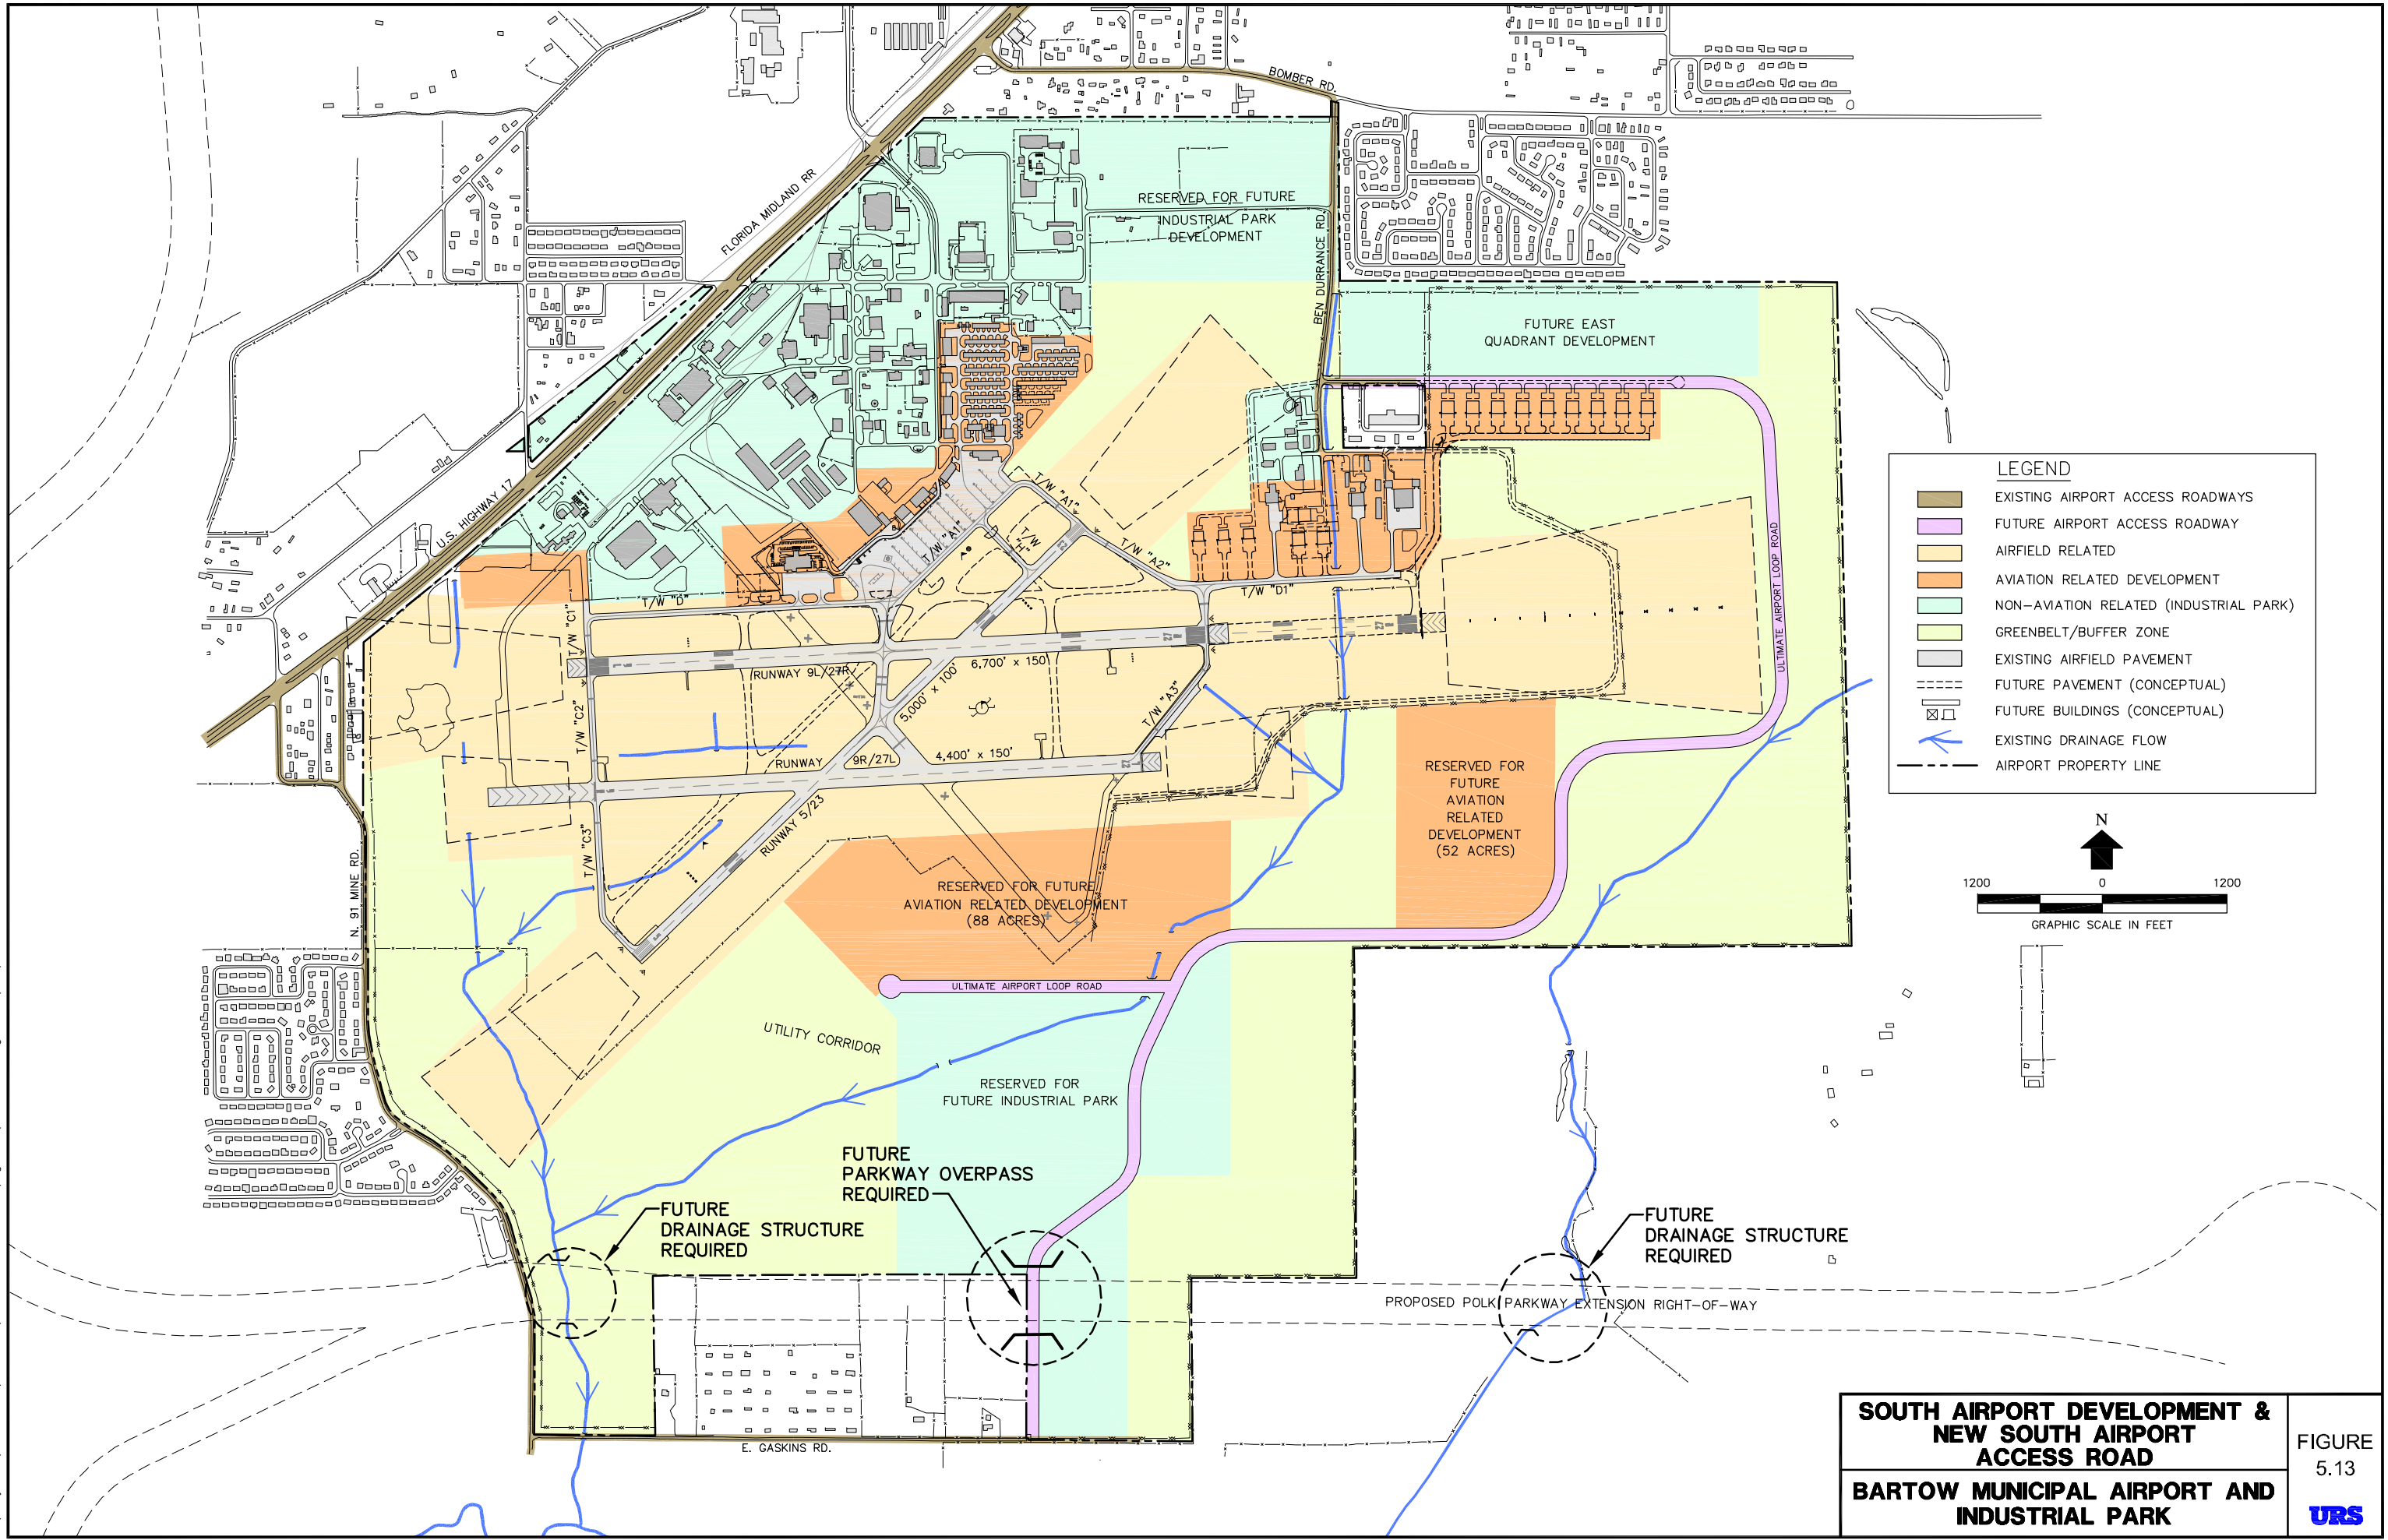 BOMBER RD.
FLORIDA MIDLAND RR
RESERVED FOR FUTURE
INDUSTRIAL PARK
DEVELOPMENT
BEN DURRANCE RD.
FUTURE EAST
QUADRANT DEVELOPMENT
U.S. HIGHWAY 17
T/W "A1"
T/W "A1"
T/W
"H"
T/W "A2"
T/W "D"
T/W "D1"
T/W "C1"
T/W "C2"
T/W "C3"
T/W "A3"
RUNWAY 9L/27R
6,700' x 150'
27
27
5,000' x 100'
RUNWAY
9R/27L
4,400' x 150'
RUNWAY 5/23
ULTIMATE AIRPORT LOOP ROAD
N. 91 MINE RD.
RESERVED FOR
FUTURE
AVIATION
RELATED
DEVELOPMENT
(52 ACRES)
RESERVED FOR FUTURE
AVIATION RELATED DEVELOPMENT
(88 ACRES)
ULTIMATE AIRPORT LOOP ROAD
UTILITY CORRIDOR
RESERVED FOR
FUTURE INDUSTRIAL PARK
FUTURE
PARKWAY OVERPASS
REQUIRED
FUTURE
DRAINAGE STRUCTURE
REQUIRED
FUTURE
DRAINAGE STRUCTURE
REQUIRED
PROPOSED POLK PARKWAY EXTENSION RIGHT-OF-WAY
E. GASKINS RD.
LEGEND
EXISTING AIRPORT ACCESS ROADWAYS
FUTURE AIRPORT ACCESS ROADWAY
AIRFIELD RELATED
AVIATION RELATED DEVELOPMENT
NON-AVIATION RELATED (INDUSTRIAL PARK)
GREENBELT/BUFFER ZONE
EXISTING AIRFIELD PAVEMENT
FUTURE PAVEMENT (CONCEPTUAL)
FUTURE BUILDINGS (CONCEPTUAL)
EXISTING DRAINAGE FLOW
AIRPORT PROPERTY LINE
N
1200 0 1200
GRAPHIC SCALE IN FEET
SOUTH AIRPORT DEVELOPMENT &
NEW SOUTH AIRPORT
ACCESS ROAD
BARTOW MUNICIPAL AIRPORT AND
INDUSTRIAL PARK
FIGURE
5.13
URS